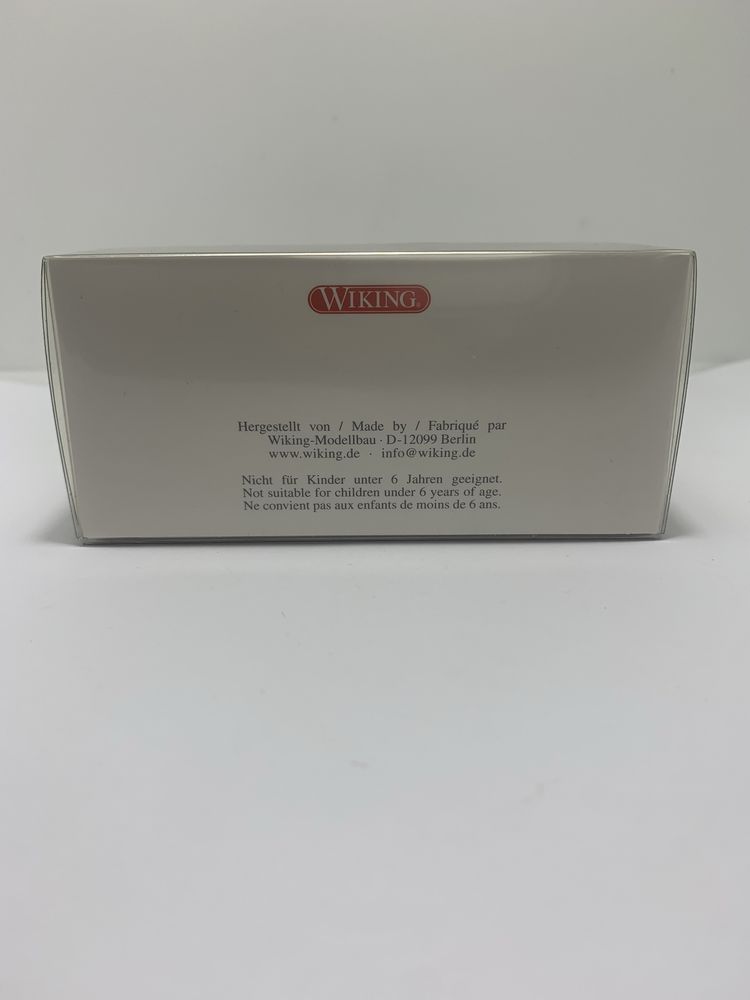 WIKING®
Hergestellt von / Made by / Fabriqué par
Wiking-Modellbau · D-12099 Berlin
www.wiking.de · info@wiking.de
Nicht für Kinder unter 6 Jahren geeignet.
Not suitable for children under 6 years of age.
Ne convient pas aux enfants de moins de 6 ans.